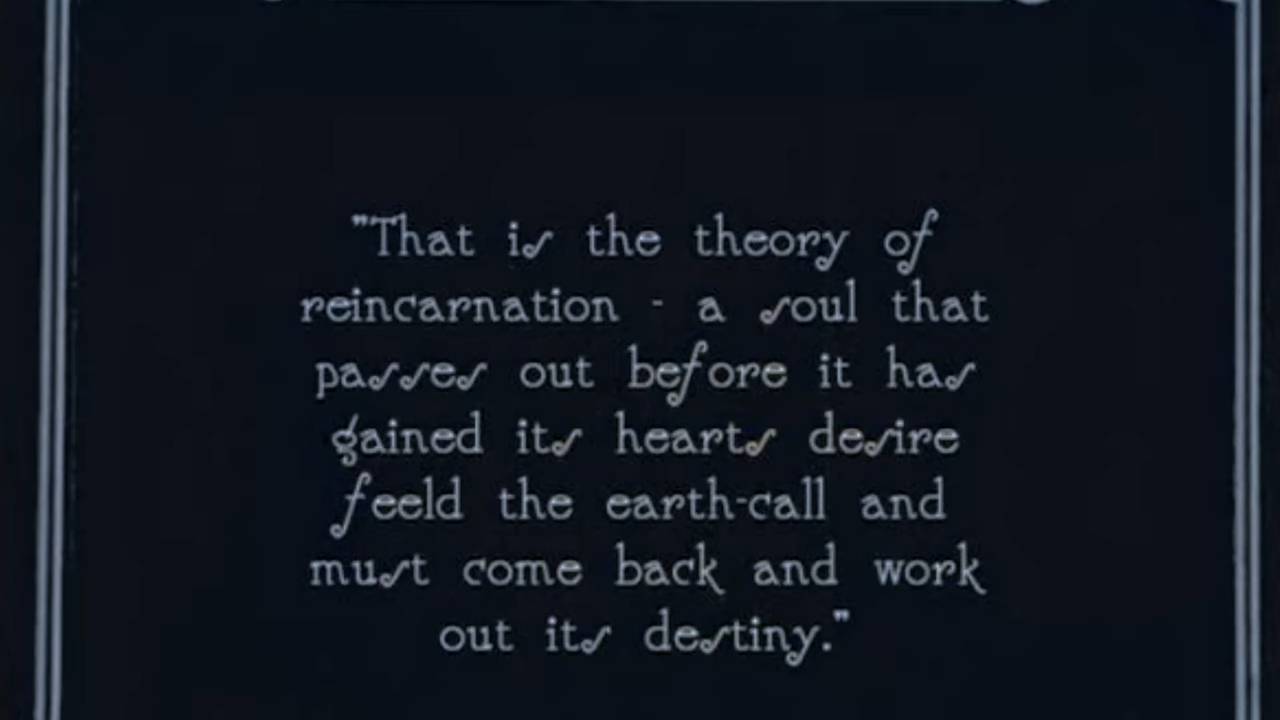 "That is the theory of
reincarnation - a soul that
passes out before it has
gained its hearts desire
feeld the earth-call and
must come back and work
out its destiny."